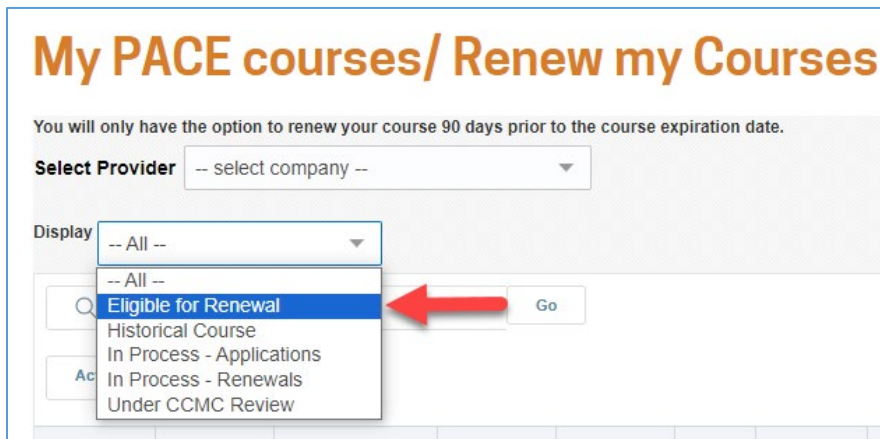 My PACE courses/ Renew my Courses
You will only have the option to renew your course 90 days prior to the course expiration date.
Select Provider -- select company --
Display -- All --
-- All --
Eligible for Renewal
Go
Historical Course
In Process - Applications
In Process - Renewals
Under CCMC Review